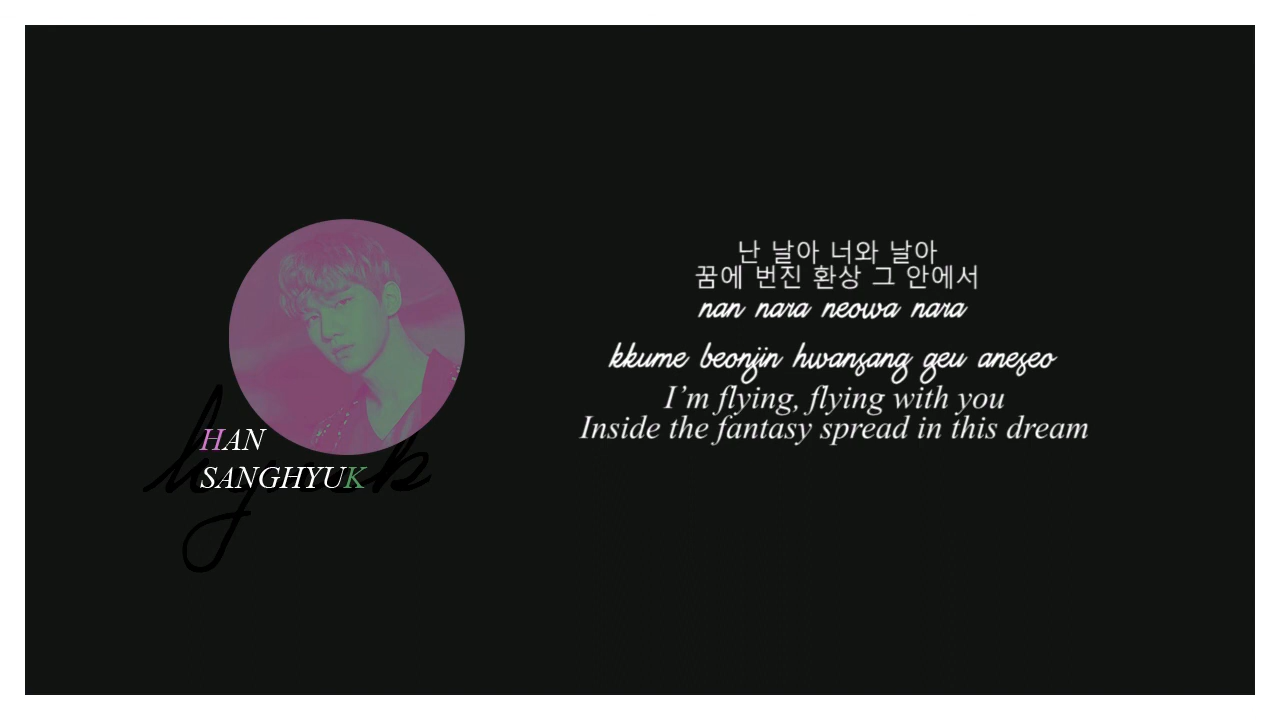 HAN
SANGHYUK
hyuk
난 날아 너와 날아
꿈에 번진 환상 그 안에서
nan nara neowa nara
kkume beonjin hwansang geu aneseo
I'm flying, flying with you
Inside the fantasy spread in this dream